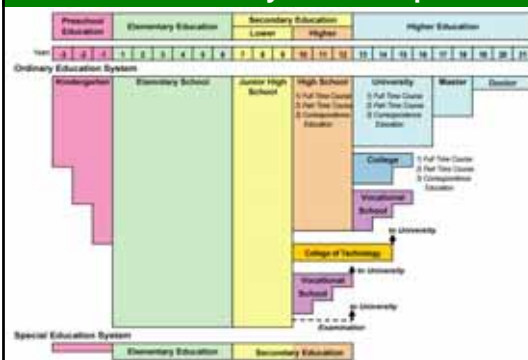 Preschool Education
Elementary Education
Secondary Education
Lower
Higher
Higher Education
Years
-3 -2 -1 1 2 3 4 5 6 7 8 9 10 11 12 13 14 15 16 17 18 19 20 21
Ordinary Education System
Kindergarten
Elementary School
Junior High School
High School
1) Full Time Course
2) Part Time Course
3) Correspondence Education
University
1) Full Time Course
2) Part Time Course
3) Correspondence Education
Master
Doctor
College
1) Full Time Course
2) Part Time Course
3) Correspondence Education
Vocational School
to University
College of Technology
to University
Vocational School
to University
Examination
Special Education System
Elementary Education
Secondary Education